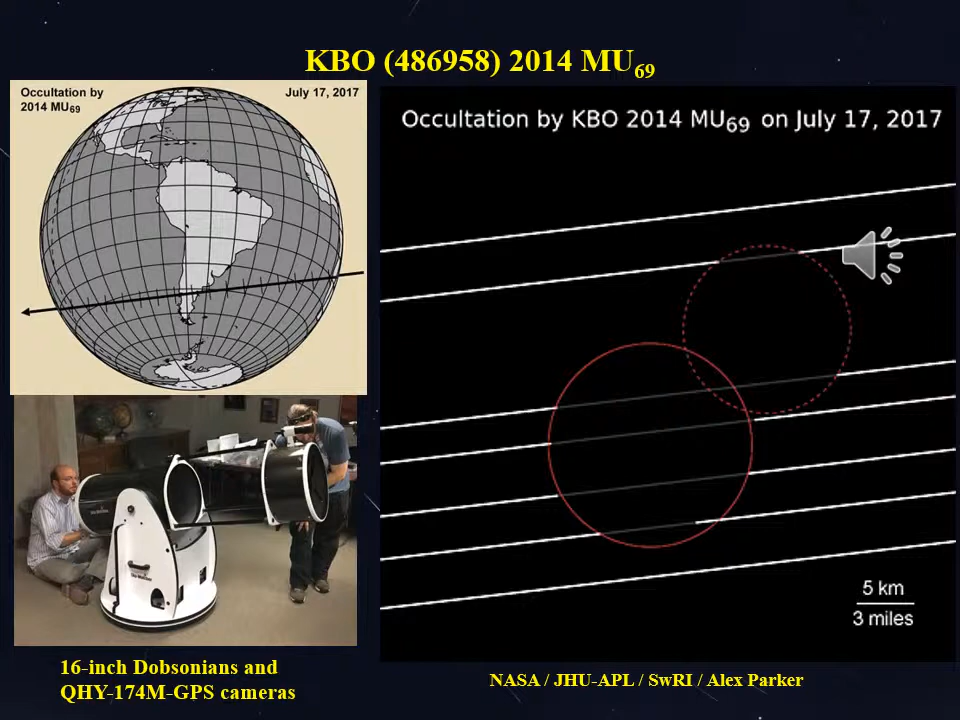 KBO (486958) 2014 MU69
Occultation by
2014 MU69
July 17, 2017
Occultation by KBO 2014 MU69 on July 17, 2017
5 km
3 miles
16-inch Dobsonians and
QHY-174M-GPS cameras
NASA / JHU-APL / SwRI / Alex Parker